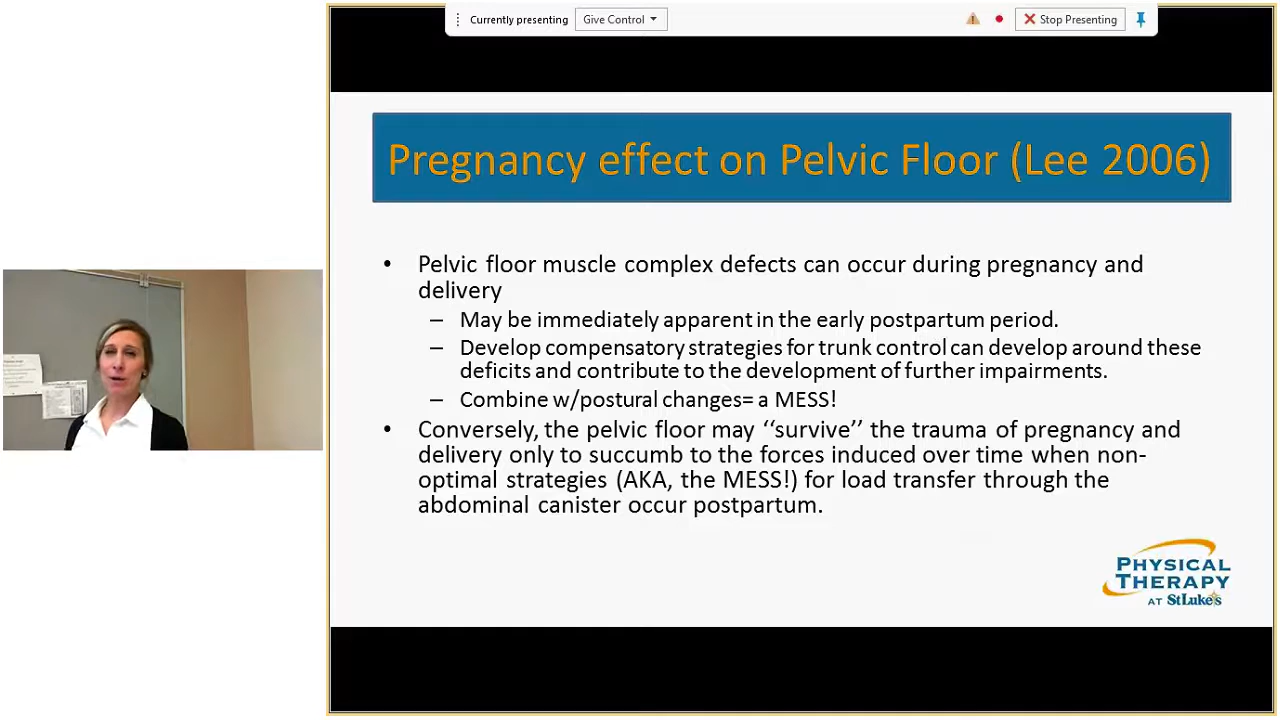 Currently presenting
Give Control
Stop Presenting
Pregnancy effect on Pelvic Floor (Lee 2006)
• Pelvic floor muscle complex defects can occur during pregnancy and
delivery
– May be immediately apparent in the early postpartum period.
– Develop compensatory strategies for trunk control can develop around these
deficits and contribute to the development of further impairments.
– Combine w/postural changes= a MESS!
• Conversely, the pelvic floor may ‘‘survive’’ the trauma of pregnancy and
delivery only to succumb to the forces induced over time when non-
optimal strategies (AKA, the MESS!) for load transfer through the
abdominal canister occur postpartum.
PHYSICAL
THERAPY
AT StLuke's